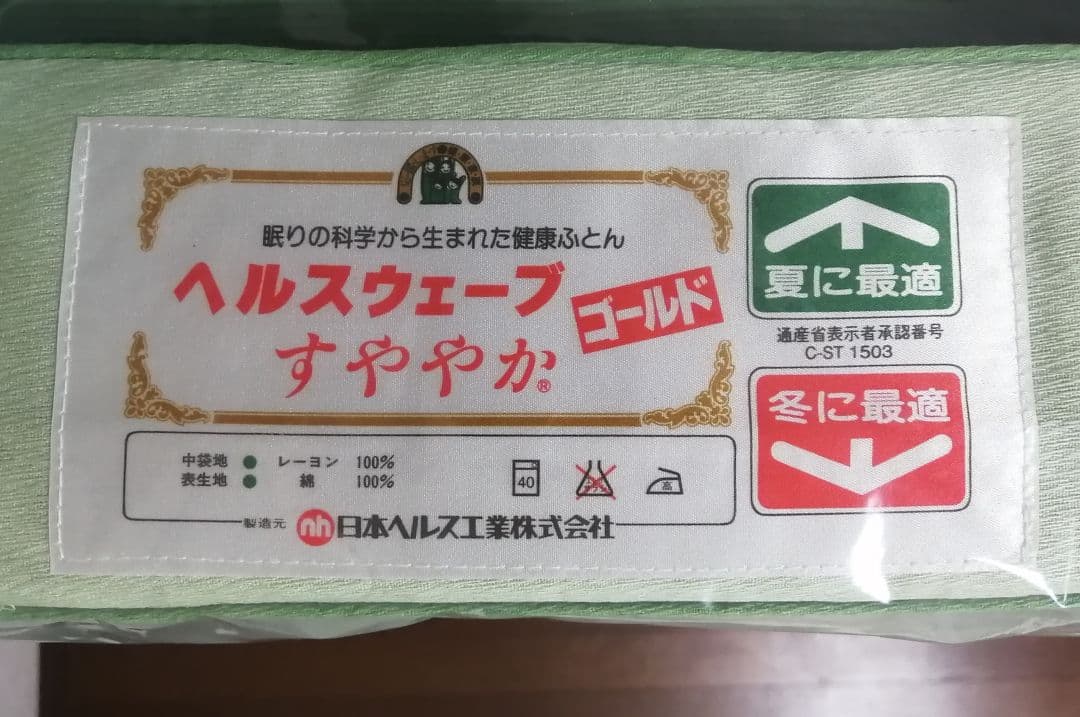 眠りの科学から生まれた健康ふとん
ヘルスウェーブ
ゴールド
すややか®
夏に最適
通産省表示者承認番号
C-ST 1503
冬に最適
中袋地 ● レーヨン 100%
表生地 ● 綿 100%
40
高
製造元 nh 日本ヘルス工業株式会社